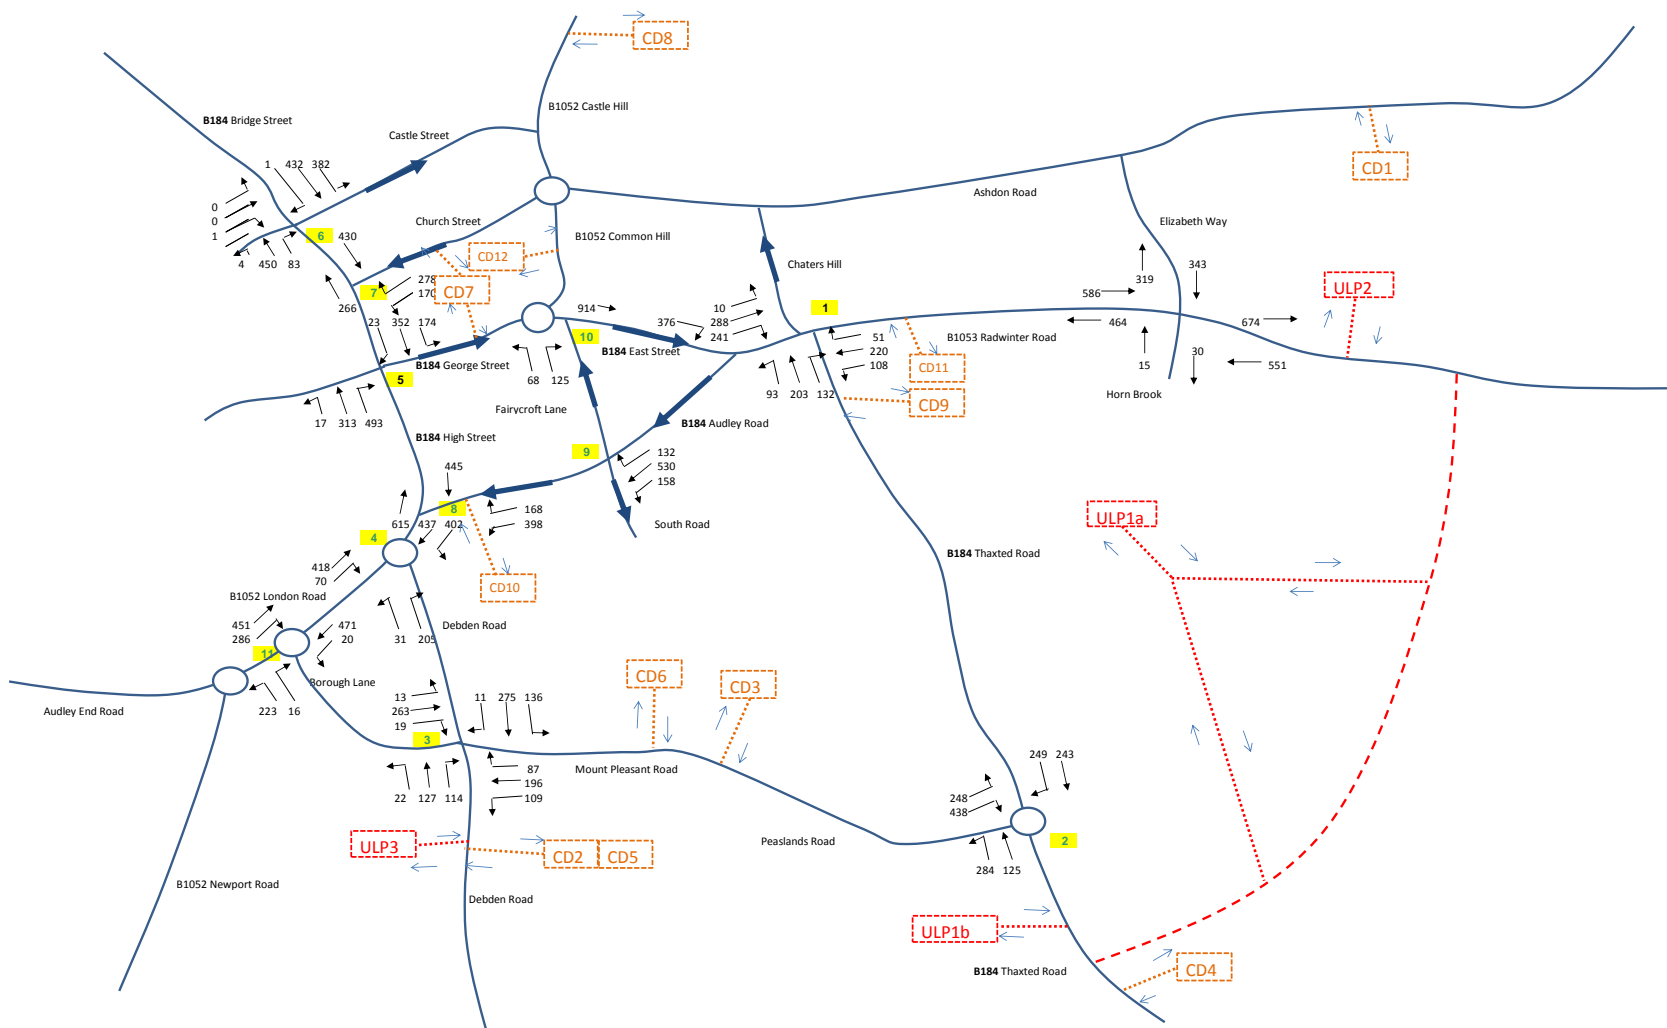 CD8
B1052 Castle Hill
B184 Bridge Street
Castle Street
1 432 382
CD1
Ashdon Road
0
0
1
Church Street
Elizabeth Way
6 430
B1052 Common Hill
4 450 83
CD12
Chaters Hill
343
278
319
7
170
CD7
586
ULP2
266
10
914
1
23 352 174
376 288
464
674
241
10
51
B1053 Radwinter Road
B184 East Street
220
B184 George Street
15 30
551
5
68 125
108
CD11
93 203 132
Horn Brook
Fairycroft Lane
CD9
17 313 493
B184 Audley Road
B184 High Street
9
132
530
445
158
8
168
ULP1a
615 437 402
398
South Road
4
B184 Thaxted Road
418
70
CD10
B1052 London Road
451
471
286
20
31 205
Debden Road
11
Borough Lane
CD6
CD3
13
11 275 136
223 16
263
Audley End Road
19
3
249 243
87
Mount Pleasant Road
196
22 127 114
109
248
438
ULP3
Peaslands Road
2
CD2 CD5
284 125
B1052 Newport Road
Debden Road
ULP1b
B184 Thaxted Road
CD4